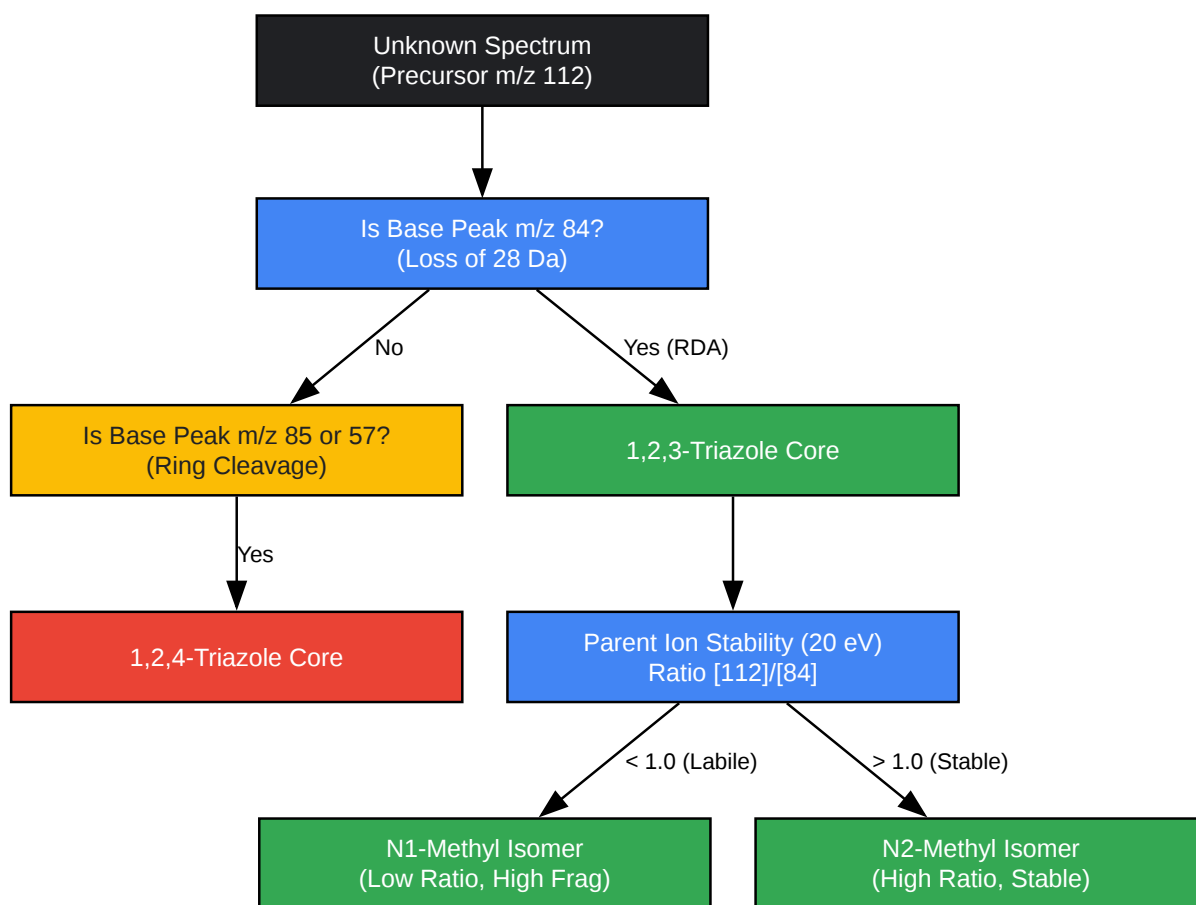 Unknown Spectrum
(Precursor m/z 112)
Is Base Peak m/z 84?
(Loss of 28 Da)
No
Yes (RDA)
Is Base Peak m/z 85 or 57?
(Ring Cleavage)
1,2,3-Triazole Core
Yes
1,2,4-Triazole Core
Parent Ion Stability (20 eV)
Ratio [112]/[84]
< 1.0 (Labile)
> 1.0 (Stable)
N1-Methyl Isomer
(Low Ratio, High Frag)
N2-Methyl Isomer
(High Ratio, Stable)